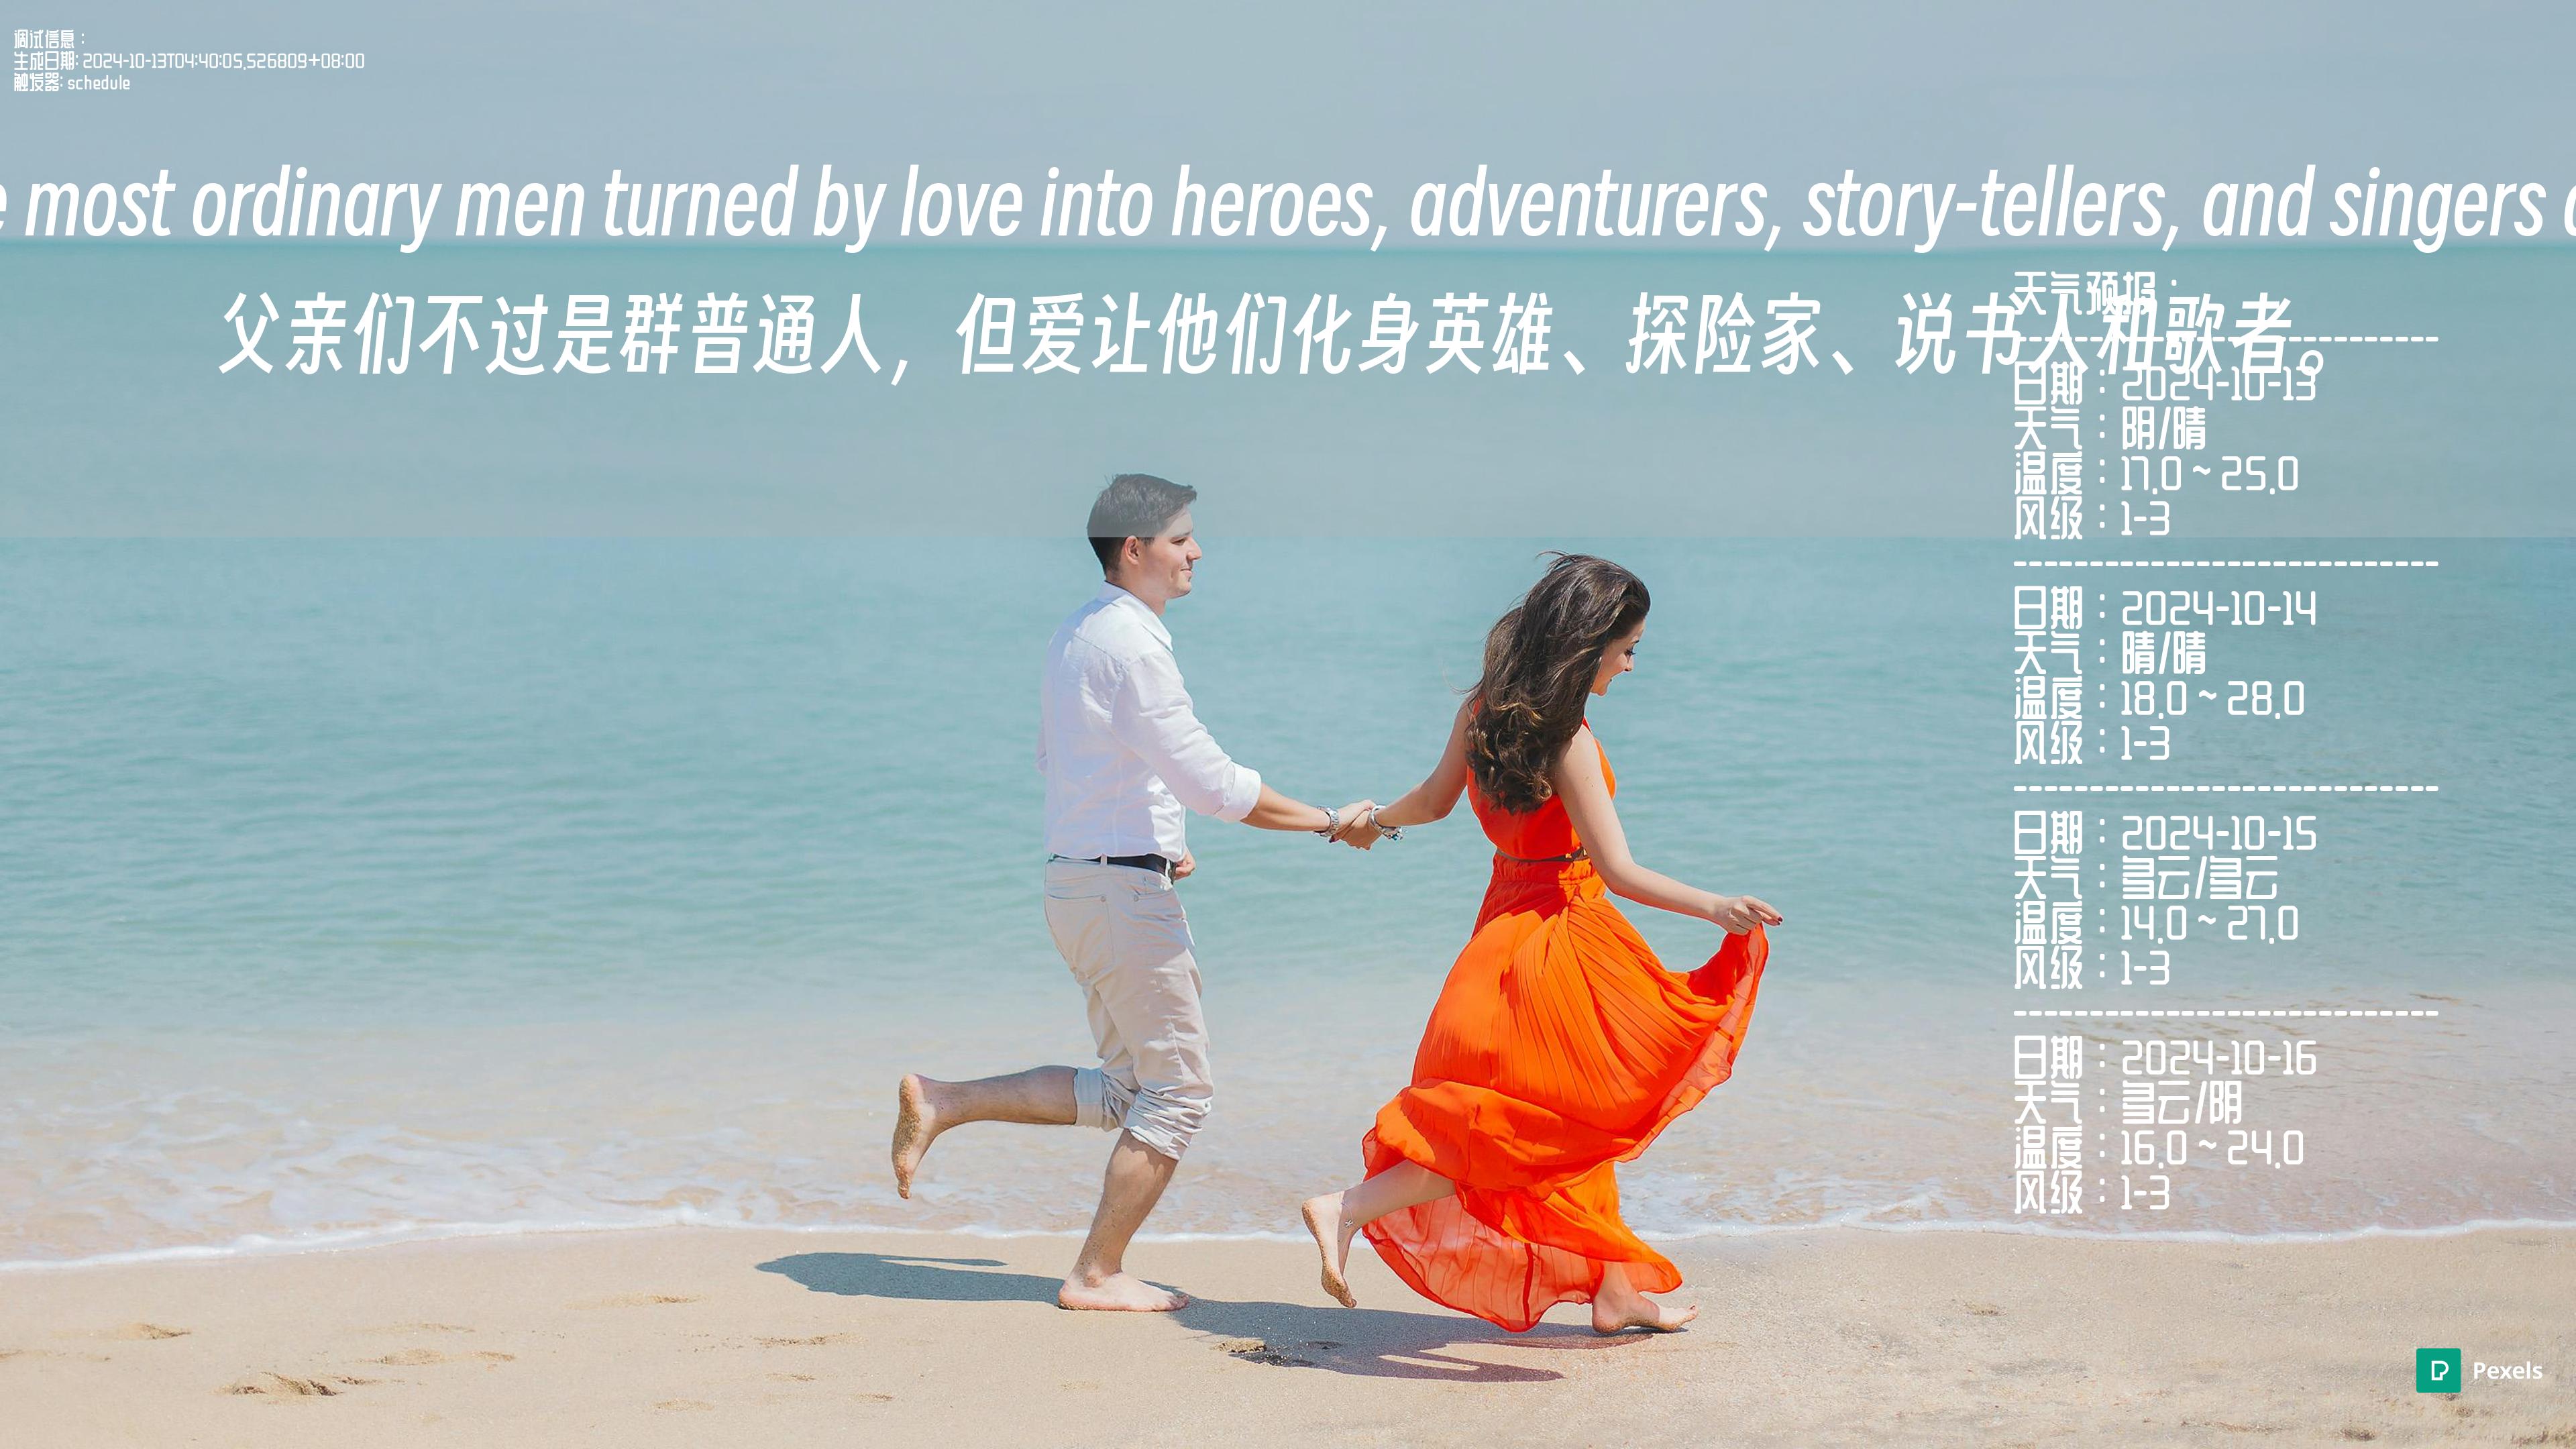 调试信息：
生成日期: 2024-10-13T04:40:05.526809+08:00
触发器: schedule
most ordinary men turned by love into heroes, adventurers, story-tellers, and singers
父亲们不过是群普通人，但爱让他们化身英雄、探险家、说书人和歌者。
天气预报：
----------------------------
日期：2024-10-13
天气：阴/晴
温度：17.0 ~ 25.0
风级：1-3
----------------------------
日期：2024-10-14
天气：晴/晴
温度：18.0 ~ 28.0
风级：1-3
----------------------------
日期：2024-10-15
天气：多云/多云
温度：14.0 ~ 27.0
风级：1-3
----------------------------
日期：2024-10-16
天气：多云/阴
温度：16.0 ~ 24.0
风级：1-3
Pexels